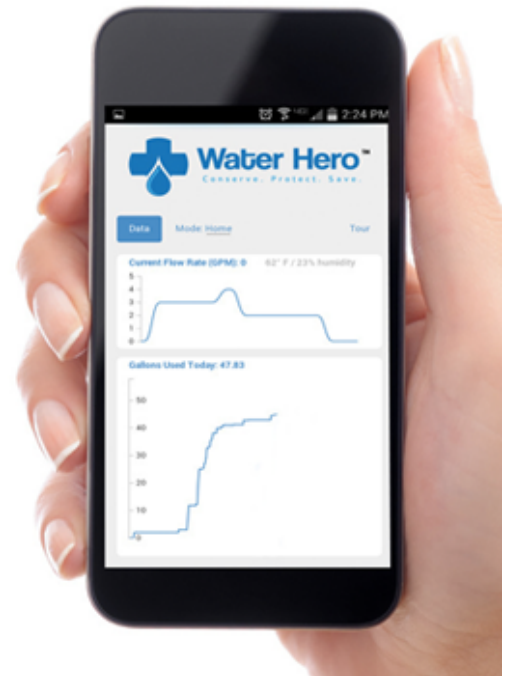 2:24 PM
Water Hero™
Conserve. Protect. Save.
Data Mode: Home Tour
Current Flow Rate (GPM): 0 62° F / 23% humidity
5
4
3
2
1
0
Gallons Used Today: 47.83
50
40
30
20
10
0